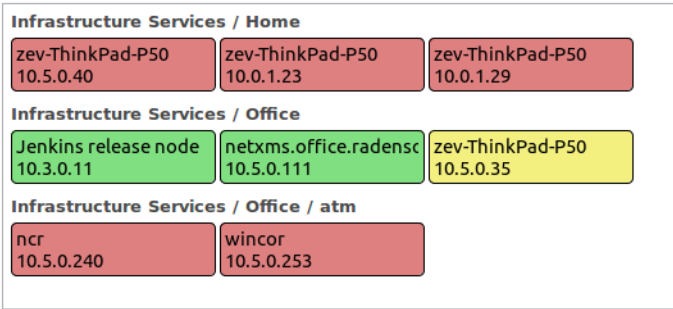 Infrastructure Services / Home
zev-ThinkPad-P50
10.5.0.40
zev-ThinkPad-P50
10.0.1.23
zev-ThinkPad-P50
10.0.1.29
Infrastructure Services / Office
Jenkins release node
10.3.0.11
netxms.office.radensc
10.5.0.111
zev-ThinkPad-P50
10.5.0.35
Infrastructure Services / Office / atm
ncr
10.5.0.240
wincor
10.5.0.253